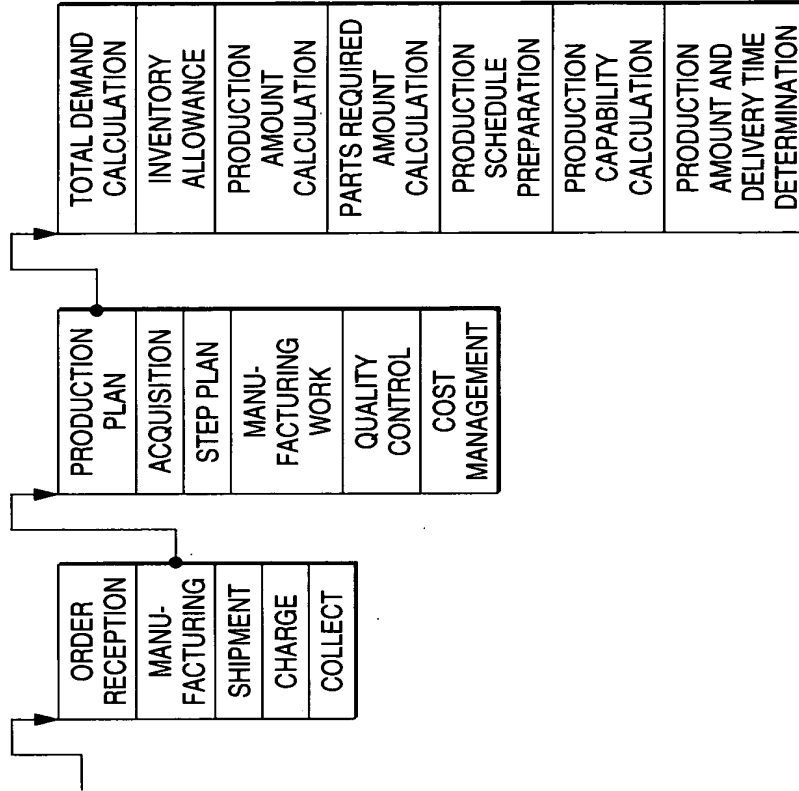 ORDER
RECEPTION
MANU-
FACTURING
SHIPMENT
CHARGE
COLLECT
PRODUCTION
PLAN
ACQUISITION
STEP PLAN
MANU-
FACTURING
WORK
QUALITY
CONTROL
COST
MANAGEMENT
TOTAL DEMAND
CALCULATION
INVENTORY
ALLOWANCE
PRODUCTION
AMOUNT
CALCULATION
PARTS REQUIRED
AMOUNT
CALCULATION
PRODUCTION
SCHEDULE
PREPARATION
PRODUCTION
CAPABILITY
CALCULATION
PRODUCTION
AMOUNT AND
DELIVERY TIME
DETERMINATION